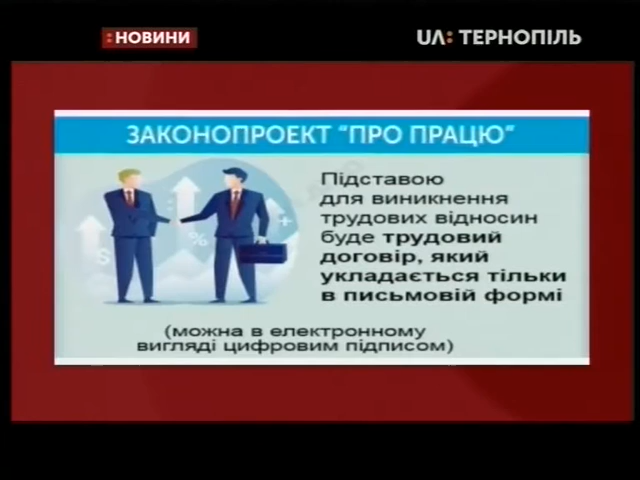 :НОВИНИ
UA: ТЕРНОПІЛЬ
ЗАКОНОПРОЕКТ "ПРО ПРАЦЮ"
Підставою
для виникнення
трудових відносин
буде трудовий
договір, який
укладається тільки
в письмовій формі
(можна в електронному
вигляді цифровим підписом)